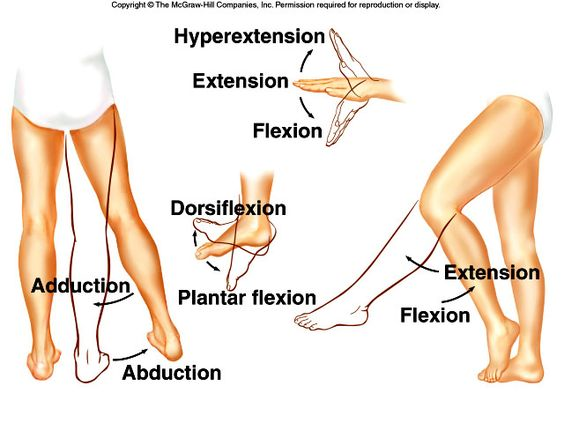 Copyright © The McGraw-Hill Companies, Inc. Permission required for reproduction or display.
Hyperextension
Extension
Flexion
Dorsiflexion
Plantar flexion
Adduction
Abduction
Extension
Flexion